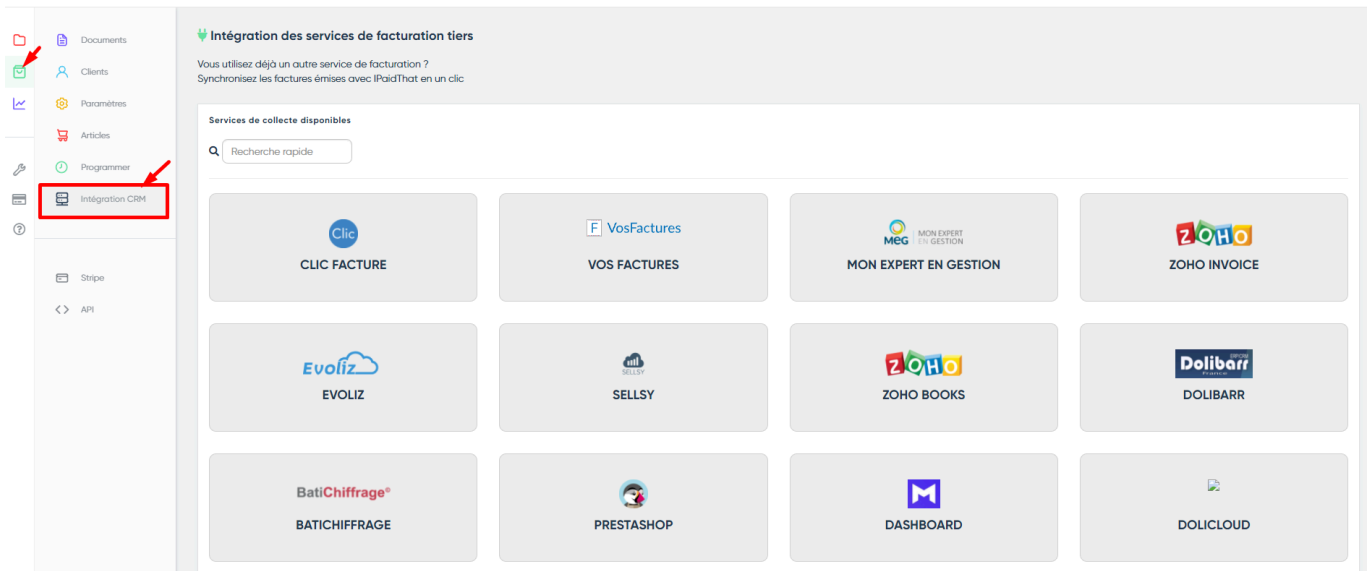 Documents
Clients
Paramètres
Articles
Programmer
Intégration CRM
Stripe
API
Intégration des services de facturation tiers
Vous utilisez déjà un autre service de facturation ?
Synchronisez les factures émises avec IPaidThat en un clic
Services de collecte disponibles
Recherche rapide
Clic
CLIC FACTURE
F VosFactures
VOS FACTURES
MEG MON EXPERT
EN GESTION
MON EXPERT EN GESTION
ZOHO
ZOHO INVOICE
Evoliz
EVOLIZ
SELLSY
SELLSY
ZOHO
ZOHO BOOKS
Dolibarr
France
DOLIBARR
BatiChiffrage®
BATICHIFFRAGE
PRESTASHOP
DASHBOARD
DOLICLOUD